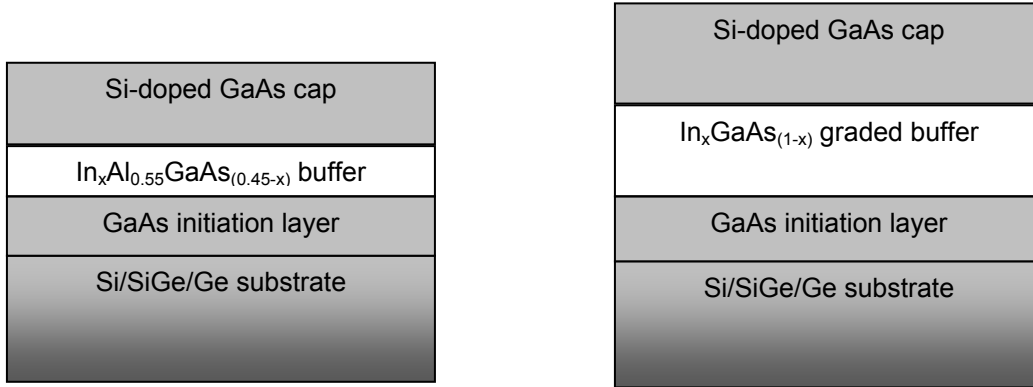 Si-doped GaAs cap
InₓAl₀.₅₅GaAs₍₀.₄₅₋ₓ₎ buffer
GaAs initiation layer
Si/SiGe/Ge substrate
Si-doped GaAs cap
InₓGaAs₍₁₋ₓ₎ graded buffer
GaAs initiation layer
Si/SiGe/Ge substrate